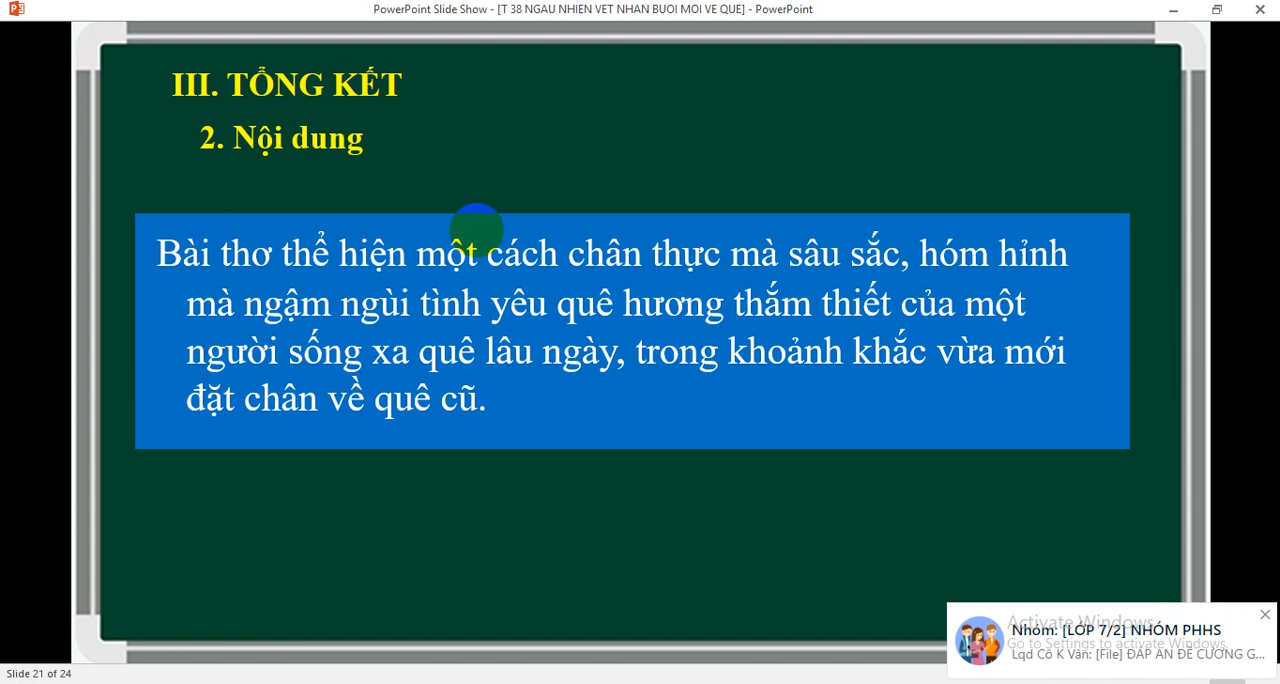 PowerPoint Slide Show - [T 38 NGAU NHIEN VET NHAN BUOI MOI VE QUE] - PowerPoint
III. TỔNG KẾT
2. Nội dung
Bài thơ thể hiện một cách chân thực mà sâu sắc, hóm hỉnh
mà ngậm ngùi tình yêu quê hương thắm thiết của một
người sống xa quê lâu ngày, trong khoảnh khắc vừa mới
đặt chân về quê cũ.
Activate Windows
Nhóm: [LỚP 7/2] NHÓM PHHS
Go to Settings to activate Windows.
Lqd Cô K Vân: [File] ĐÁP ÁN ĐỀ CƯƠNG G...
Slide 21 of 24